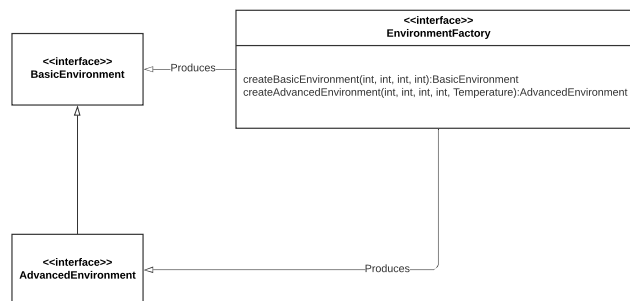 <<interface>>
EnvironmentFactory
<<interface>>
BasicEnvironment
Produces
createBasicEnvironment(int, int, int, int):BasicEnvironment
createAdvancedEnvironment(int, int, int, int, Temperature):AdvancedEnvironment
<<interface>>
AdvancedEnvironment
Produces